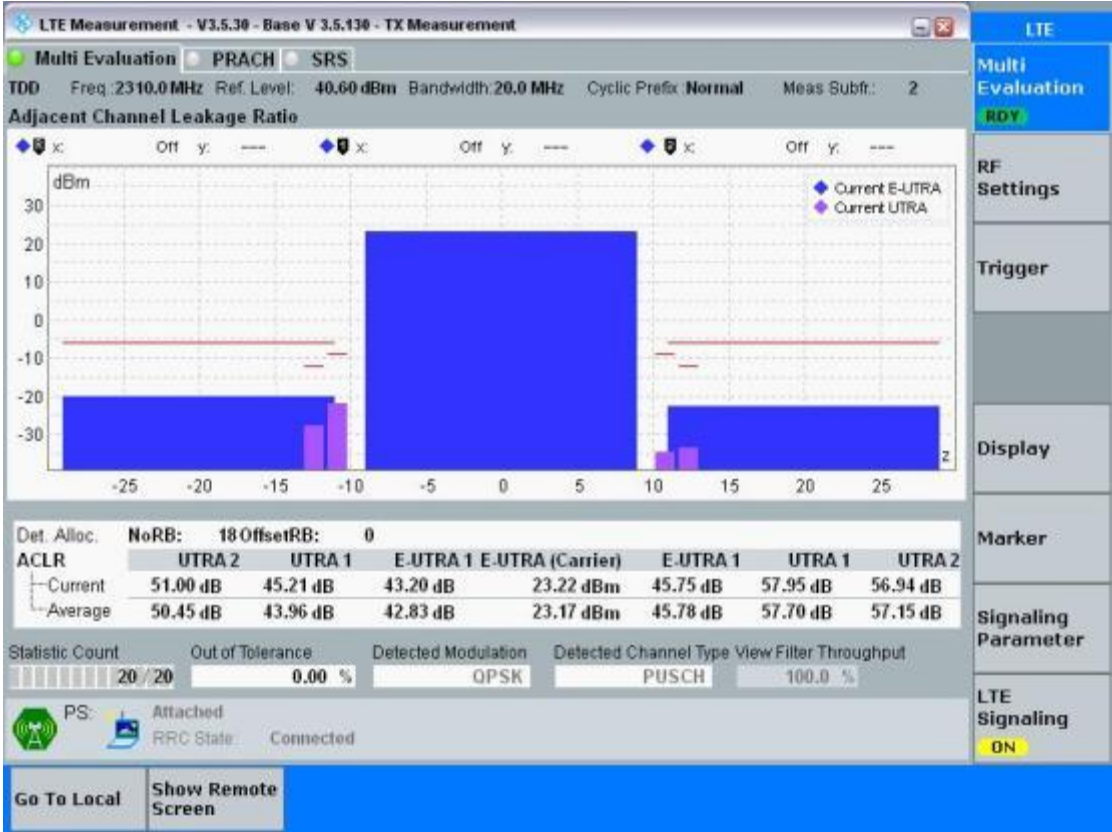 LTE Measurement - V3.5.30 - Base V 3.5.130 - TX Measurement
LTE
Multi Evaluation PRACH SRS
Multi
Evaluation
RDY
TDD Freq.:2310.0 MHz Ref. Level: 40.60 dBm Bandwidth:20.0 MHz Cyclic Prefix:Normal Meas Subfr.: 2
Adjacent Channel Leakage Ratio
x: Off y: --- x: Off y: --- x: Off y: ---
dBm
Current E-UTRA
Current UTRA
30
20
10
0
-10
-20
-30
z
-25 -20 -15 -10 -5 0 5 10 15 20 25
RF
Settings
Trigger
Display
Marker
Signaling
Parameter
LTE
Signaling
ON
Det. Alloc. NoRB: 18 OffsetRB: 0
ACLR UTRA 2 UTRA 1 E-UTRA 1 E-UTRA (Carrier) E-UTRA 1 UTRA 1 UTRA 2
Current 51.00 dB 45.21 dB 43.20 dB 23.22 dBm 45.75 dB 57.95 dB 56.94 dB
Average 50.45 dB 43.96 dB 42.83 dB 23.17 dBm 45.78 dB 57.70 dB 57.15 dB
Statistic Count Out of Tolerance Detected Modulation Detected Channel Type View Filter Throughput
20 / 20 0.00 % QPSK PUSCH 100.0 %
PS: Attached
RRC State: Connected
Go To Local
Show Remote
Screen